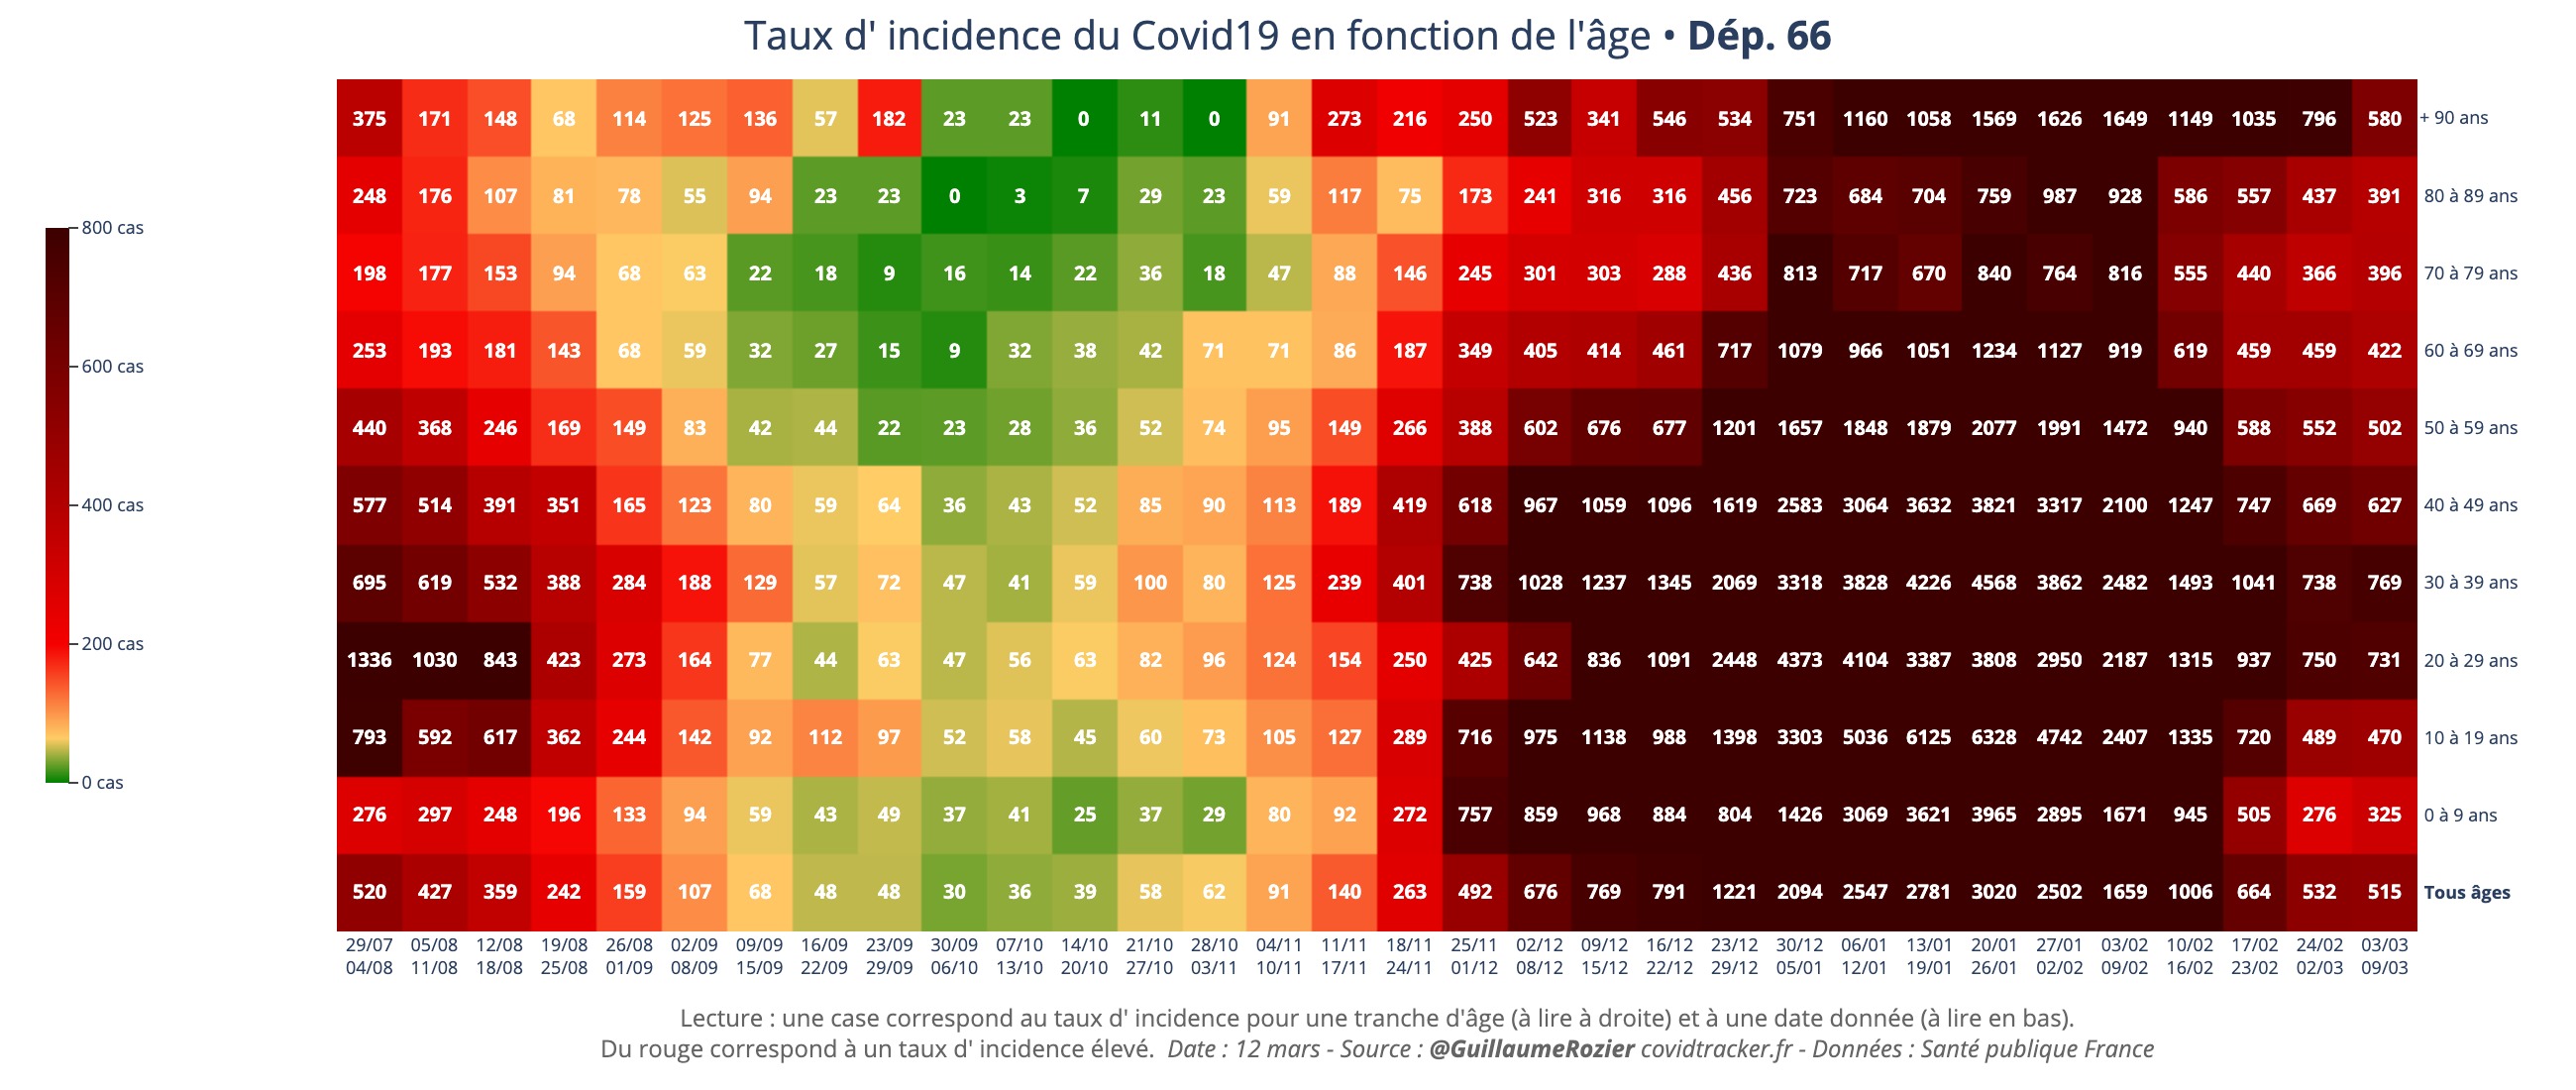 Taux d' incidence du Covid19 en fonction de l'âge • Dép. 66
800 cas
600 cas
400 cas
200 cas
0 cas
375 171 148 68 114 125 136 57 182 23 23 0 11 0 91 273 216 250 523 341 546 534 751 1160 1058 1569 1626 1649 1149 1035 796 580 + 90 ans
248 176 107 81 78 55 94 23 23 0 3 7 29 23 59 117 75 173 241 316 316 456 723 684 704 759 987 928 586 557 437 391 80 à 89 ans
198 177 153 94 68 63 22 18 9 16 14 22 36 18 47 88 146 245 301 303 288 436 813 717 670 840 764 816 555 440 366 396 70 à 79 ans
253 193 181 143 68 59 32 27 15 9 32 38 42 71 71 86 187 349 405 414 461 717 1079 966 1051 1234 1127 919 619 459 459 422 60 à 69 ans
440 368 246 169 149 83 42 44 22 23 28 36 52 74 95 149 266 388 602 676 677 1201 1657 1848 1879 2077 1991 1472 940 588 552 502 50 à 59 ans
577 514 391 351 165 123 80 59 64 36 43 52 85 90 113 189 419 618 967 1059 1096 1619 2583 3064 3632 3821 3317 2100 1247 747 669 627 40 à 49 ans
695 619 532 388 284 188 129 57 72 47 41 59 100 80 125 239 401 738 1028 1237 1345 2069 3318 3828 4226 4568 3862 2482 1493 1041 738 769 30 à 39 ans
1336 1030 843 423 273 164 77 44 63 47 56 63 82 96 124 154 250 425 642 836 1091 2448 4373 4104 3387 3808 2950 2187 1315 937 750 731 20 à 29 ans
793 592 617 362 244 142 92 112 97 52 58 45 60 73 105 127 289 716 975 1138 988 1398 3303 5036 6125 6328 4742 2407 1335 720 489 470 10 à 19 ans
276 297 248 196 133 94 59 43 49 37 41 25 37 29 80 92 272 757 859 968 884 804 1426 3069 3621 3965 2895 1671 945 505 276 325 0 à 9 ans
520 427 359 242 159 107 68 48 48 30 36 39 58 62 91 140 263 492 676 769 791 1221 2094 2547 2781 3020 2502 1659 1006 664 532 515 Tous âges
29/07 05/08 12/08 19/08 26/08 02/09 09/09 16/09 23/09 30/09 07/10 14/10 21/10 28/10 04/11 11/11 18/11 25/11 02/12 09/12 16/12 23/12 30/12 06/01 13/01 20/01 27/01 03/02 10/02 17/02 24/02 03/03
04/08 11/08 18/08 25/08 01/09 08/09 15/09 22/09 29/09 06/10 13/10 20/10 27/10 03/11 10/11 17/11 24/11 01/12 08/12 15/12 22/12 29/12 05/01 12/01 19/01 26/01 02/02 09/02 16/02 23/02 02/03 09/03
Lecture : une case correspond au taux d' incidence pour une tranche d'âge (à lire à droite) et à une date donnée (à lire en bas).
Du rouge correspond à un taux d' incidence élevé. Date : 12 mars - Source : @GuillaumeRozier covidtracker.fr - Données : Santé publique France